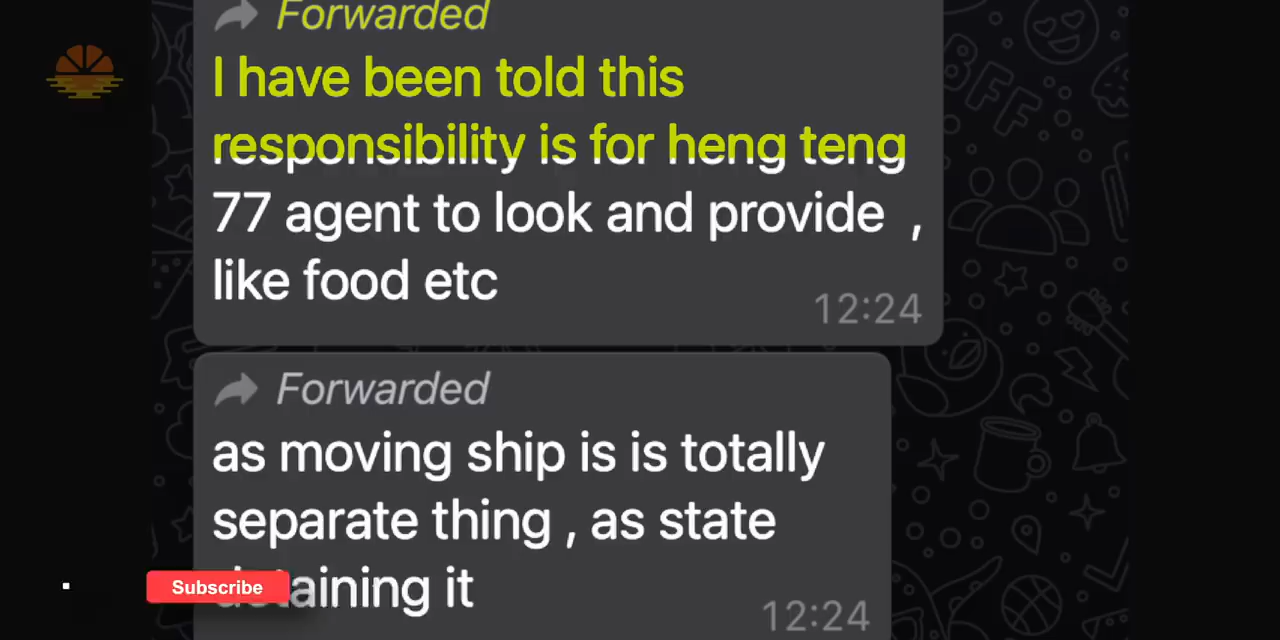 Forwarded
I have been told this
responsibility is for heng teng
77 agent to look and provide ,
like food etc
12:24
Forwarded
as moving ship is is totally
separate thing , as state
taining it
12:24
Subscribe